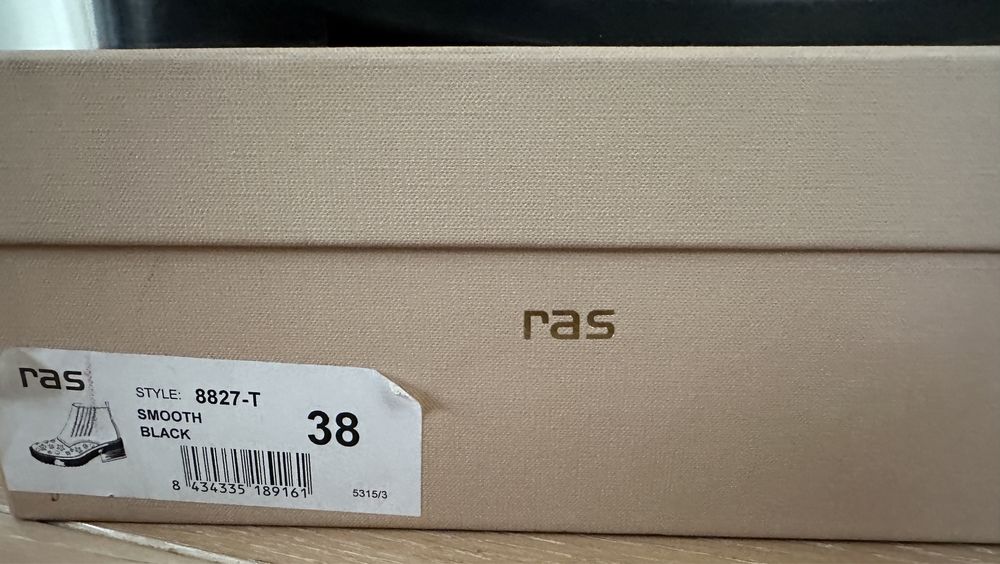 ras
ras
STYLE: 8827-T
SMOOTH
BLACK
38
8 434335 189161
5315/3